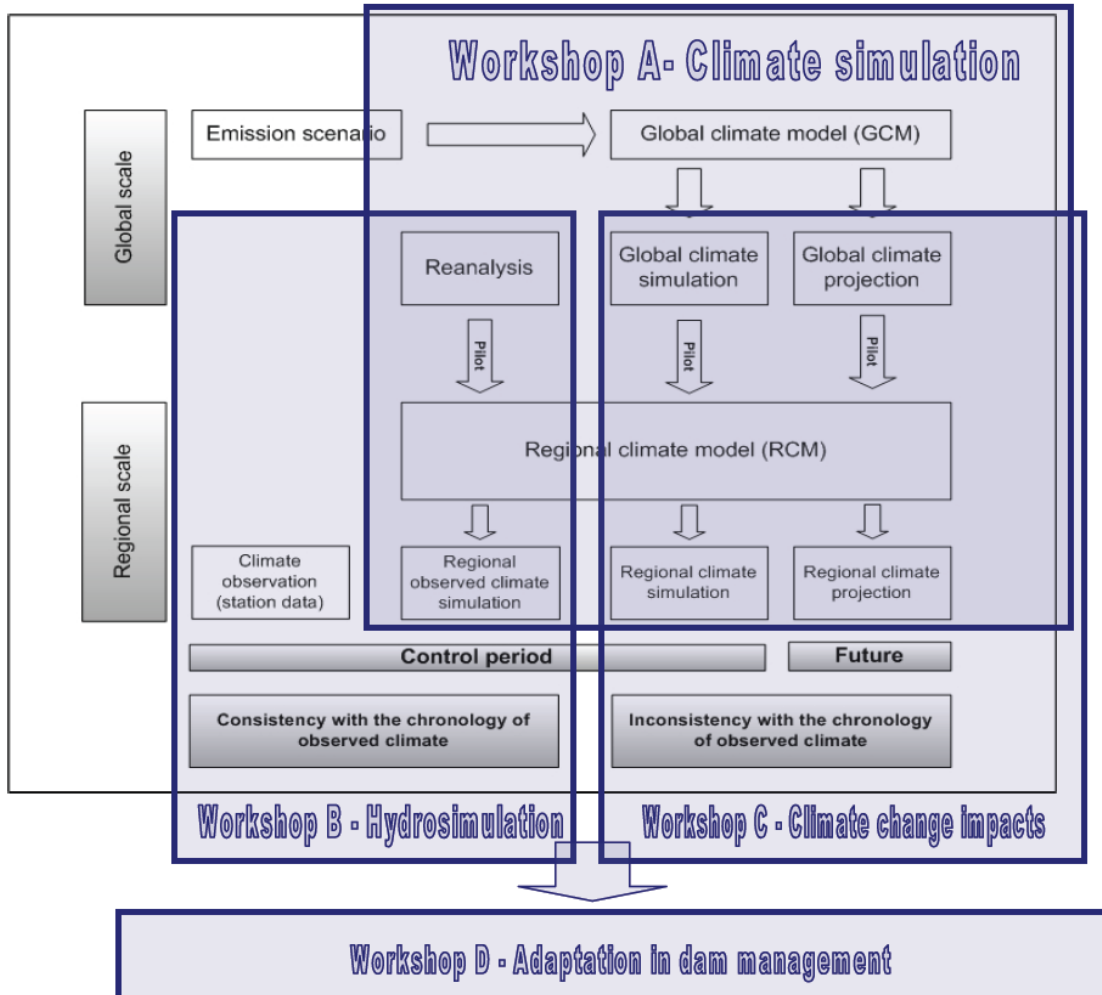 Workshop A- Climate simulation
Global scale
Emission scenario
Global climate model (GCM)
Reanalysis
Global climate
simulation
Global climate
projection
Pilot
Pilot
Pilot
Regional scale
Regional climate model (RCM)
Climate
observation
(station data)
Regional
observed climate
simulation
Regional climate
simulation
Regional climate
projection
Control period
Future
Consistency with the chronology of
observed climate
Inconsistency with the chronology
of observed climate
Workshop B - Hydrosimulation
Workshop C - Climate change impacts
Workshop D - Adaptation in dam management